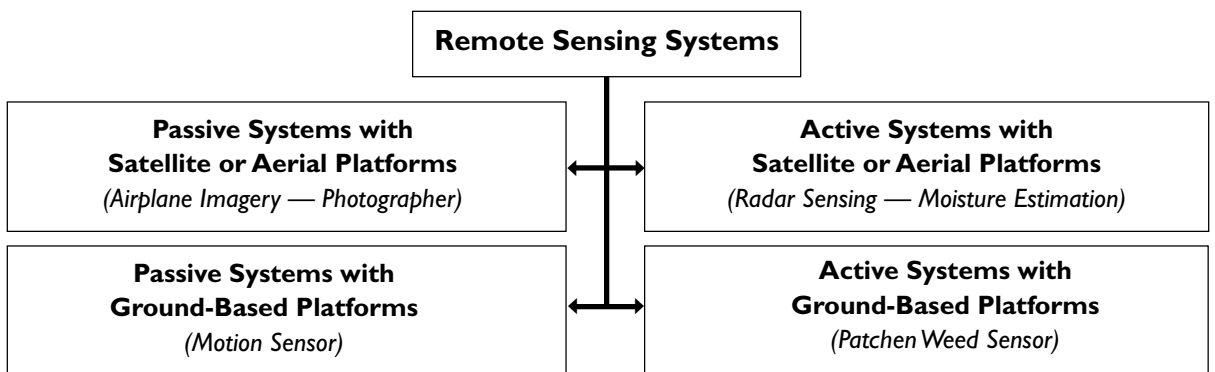 Remote Sensing Systems
Passive Systems with
Satellite or Aerial Platforms
(Airplane Imagery — Photographer)
Active Systems with
Satellite or Aerial Platforms
(Radar Sensing — Moisture Estimation)
Passive Systems with
Ground-Based Platforms
(Motion Sensor)
Active Systems with
Ground-Based Platforms
(Patchen Weed Sensor)